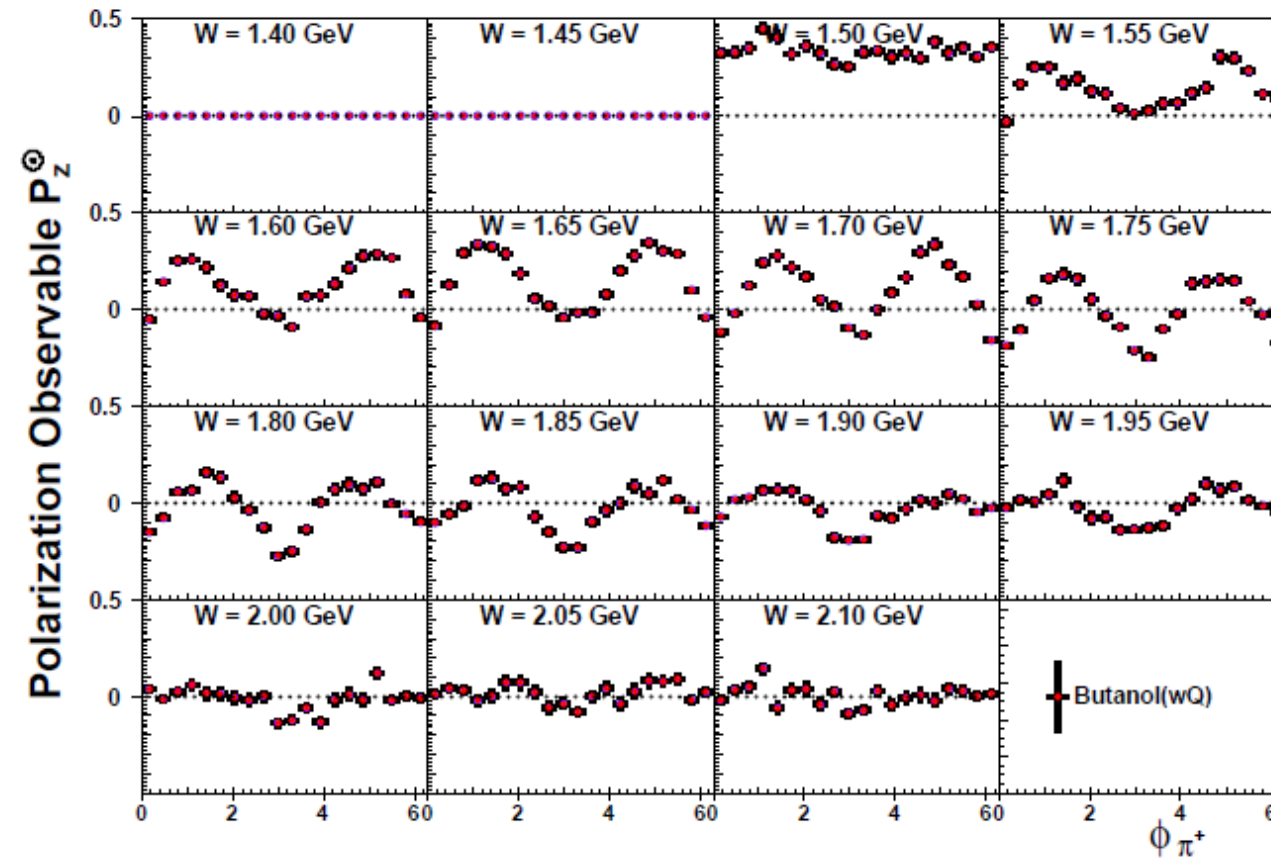 Polarization Observable P_z^⊙
0.5 W = 1.40 GeV W = 1.45 GeV W = 1.50 GeV W = 1.55 GeV
0
0.5 W = 1.60 GeV W = 1.65 GeV W = 1.70 GeV W = 1.75 GeV
0
0.5 W = 1.80 GeV W = 1.85 GeV W = 1.90 GeV W = 1.95 GeV
0
0.5 W = 2.00 GeV W = 2.05 GeV W = 2.10 GeV
0 Butanol(wQ)
0 2 4 60 2 4 60 2 4 60 2 4 6
ϕ π+